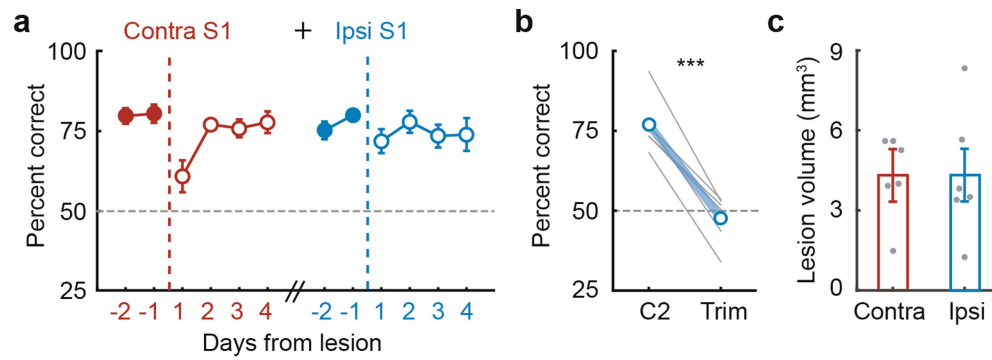 a
Contra S1 + Ipsi S1
Percent correct
100
75
50
25
-2 -1 1 2 3 4 -2 -1 1 2 3 4
Days from lesion
b
***
Percent correct
100
75
50
25
C2 Trim
c
Lesion volume (mm³)
9
6
3
0
Contra Ipsi